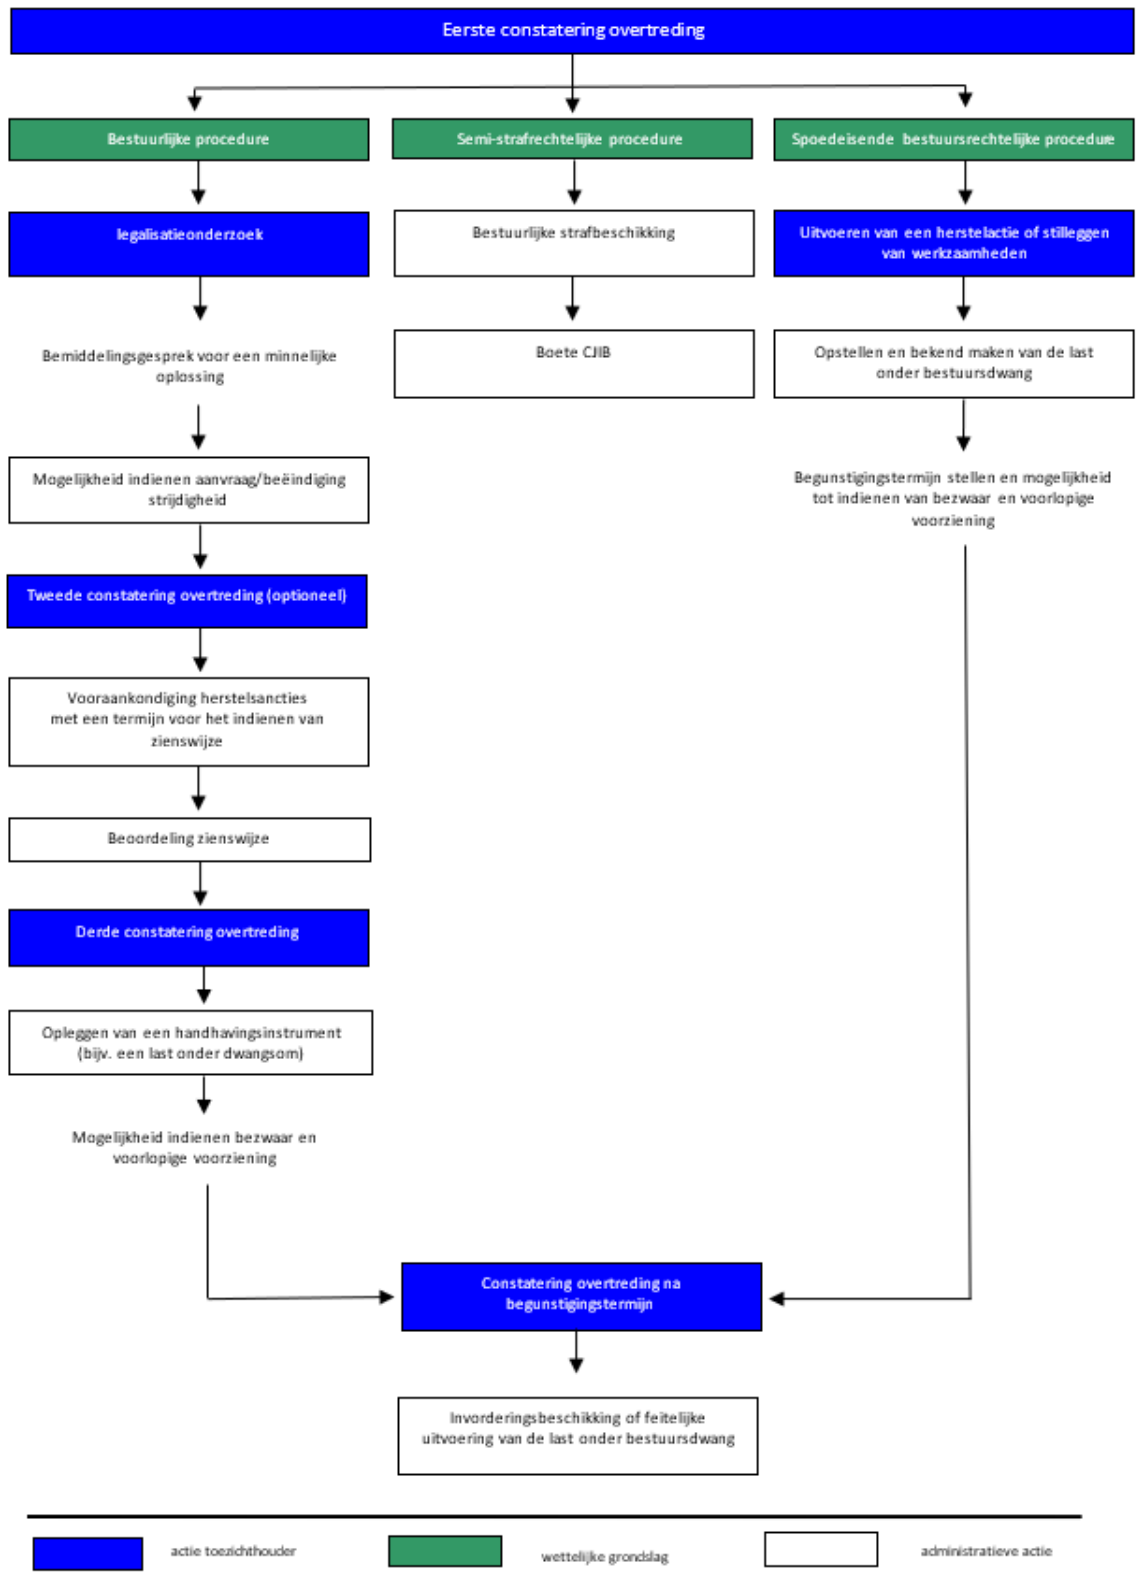 Eerste constatering overtreding
Bestuurlijke procedure
Semi-strafrechtelijke procedure
Spoedeisende bestuursrechtelijke procedure
legalisatieonderzoek
Bestuurlijke strafbeschikking
Uitvoeren van een herstelactie of stilleggen
van werkzaamheden
Bemiddelingsgesprek voor een minnelijke
oplossing
Boete CJIB
Opstellen en bekend maken van de last
onder bestuursdwang
Mogelijkheid indienen aanvraag/beëindiging
strijdigheid
Begunstigingstermijn stellen en mogelijkheid
tot indienen van bezwaar en voorlopige
voorziening
Tweede constatering overtreding (optioneel)
Vooraankondiging herstelsancties
met een termijn voor het indienen van
zienswijze
Beoordeling zienswijze
Derde constatering overtreding
Opleggen van een handhavingsinstrument
(bijv. een last onder dwangsom)
Mogelijkheid indienen bezwaar en
voorlopige voorziening
Constatering overtreding na
begunstigingstermijn
Invorderingsbeschikking of feitelijke
uitvoering van de last onder bestuursdwang
actie toezichthouder
wettelijke grondslag
administratieve actie